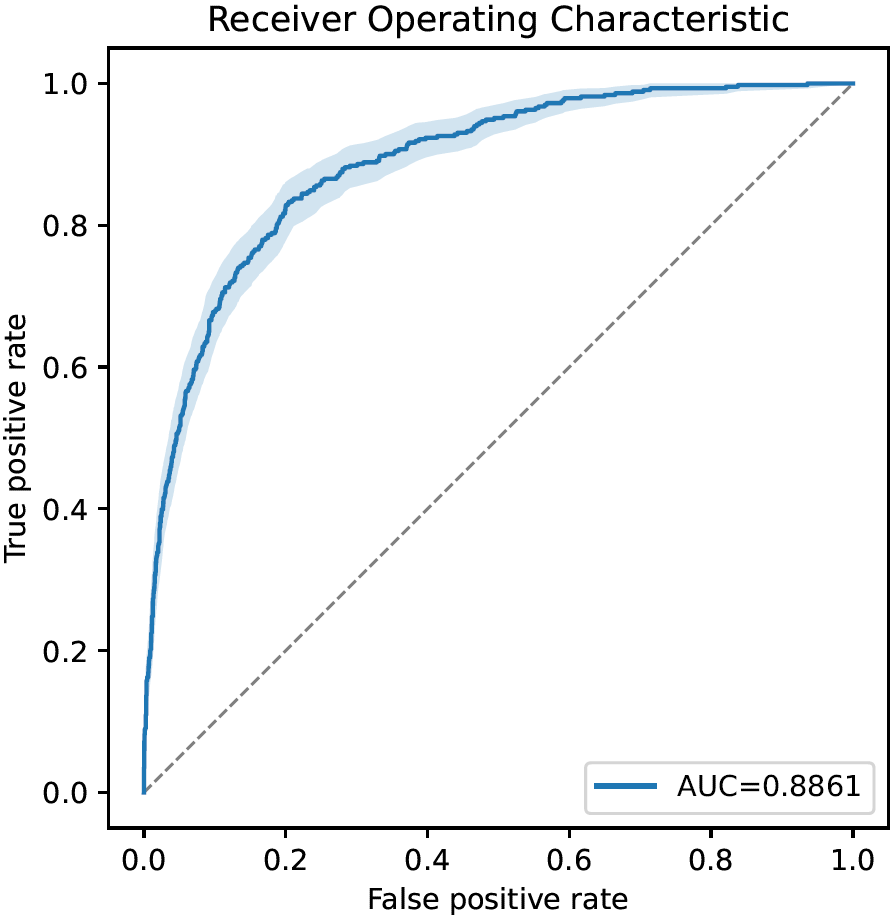 Receiver Operating Characteristic
1.0
0.8
0.6
0.4
0.2
0.0
True positive rate
AUC=0.8861
0.0 0.2 0.4 0.6 0.8 1.0
False positive rate